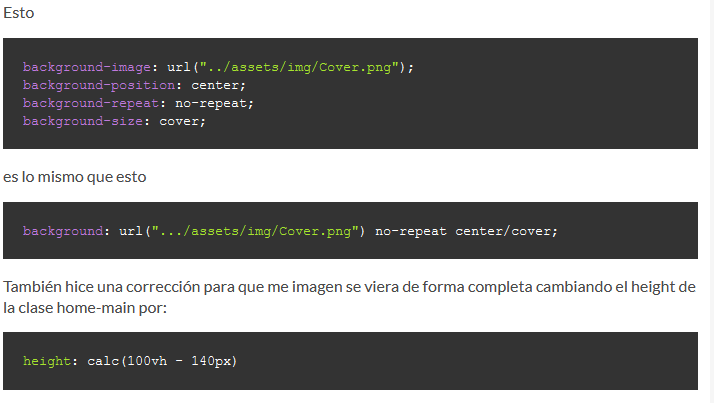 Esto
background-image: url("../assets/img/Cover.png");
background-position: center;
background-repeat: no-repeat;
background-size: cover;
es lo mismo que esto
background: url(".../assets/img/Cover.png") no-repeat center/cover;
También hice una corrección para que me imagen se viera de forma completa cambiando el height de
la clase home-main por:
height: calc(100vh - 140px)